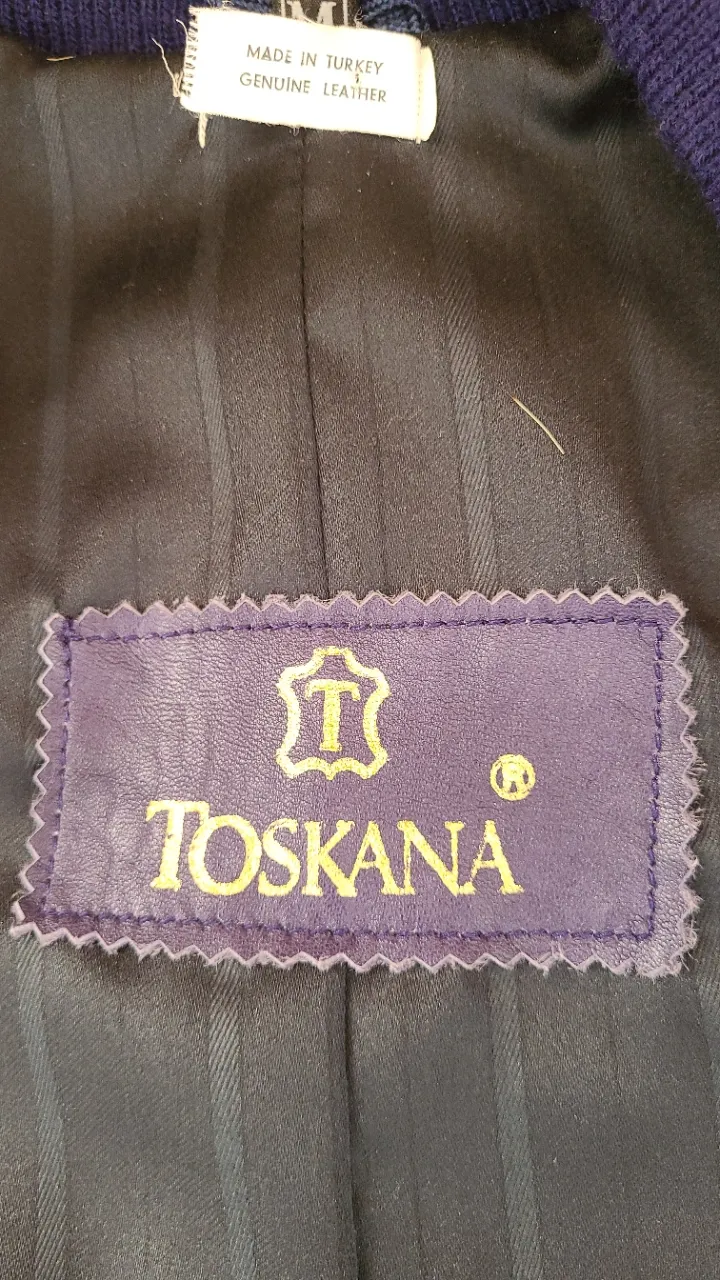 M
MADE IN TURKEY
GENUINE LEATHER
T
®
TOSKANA